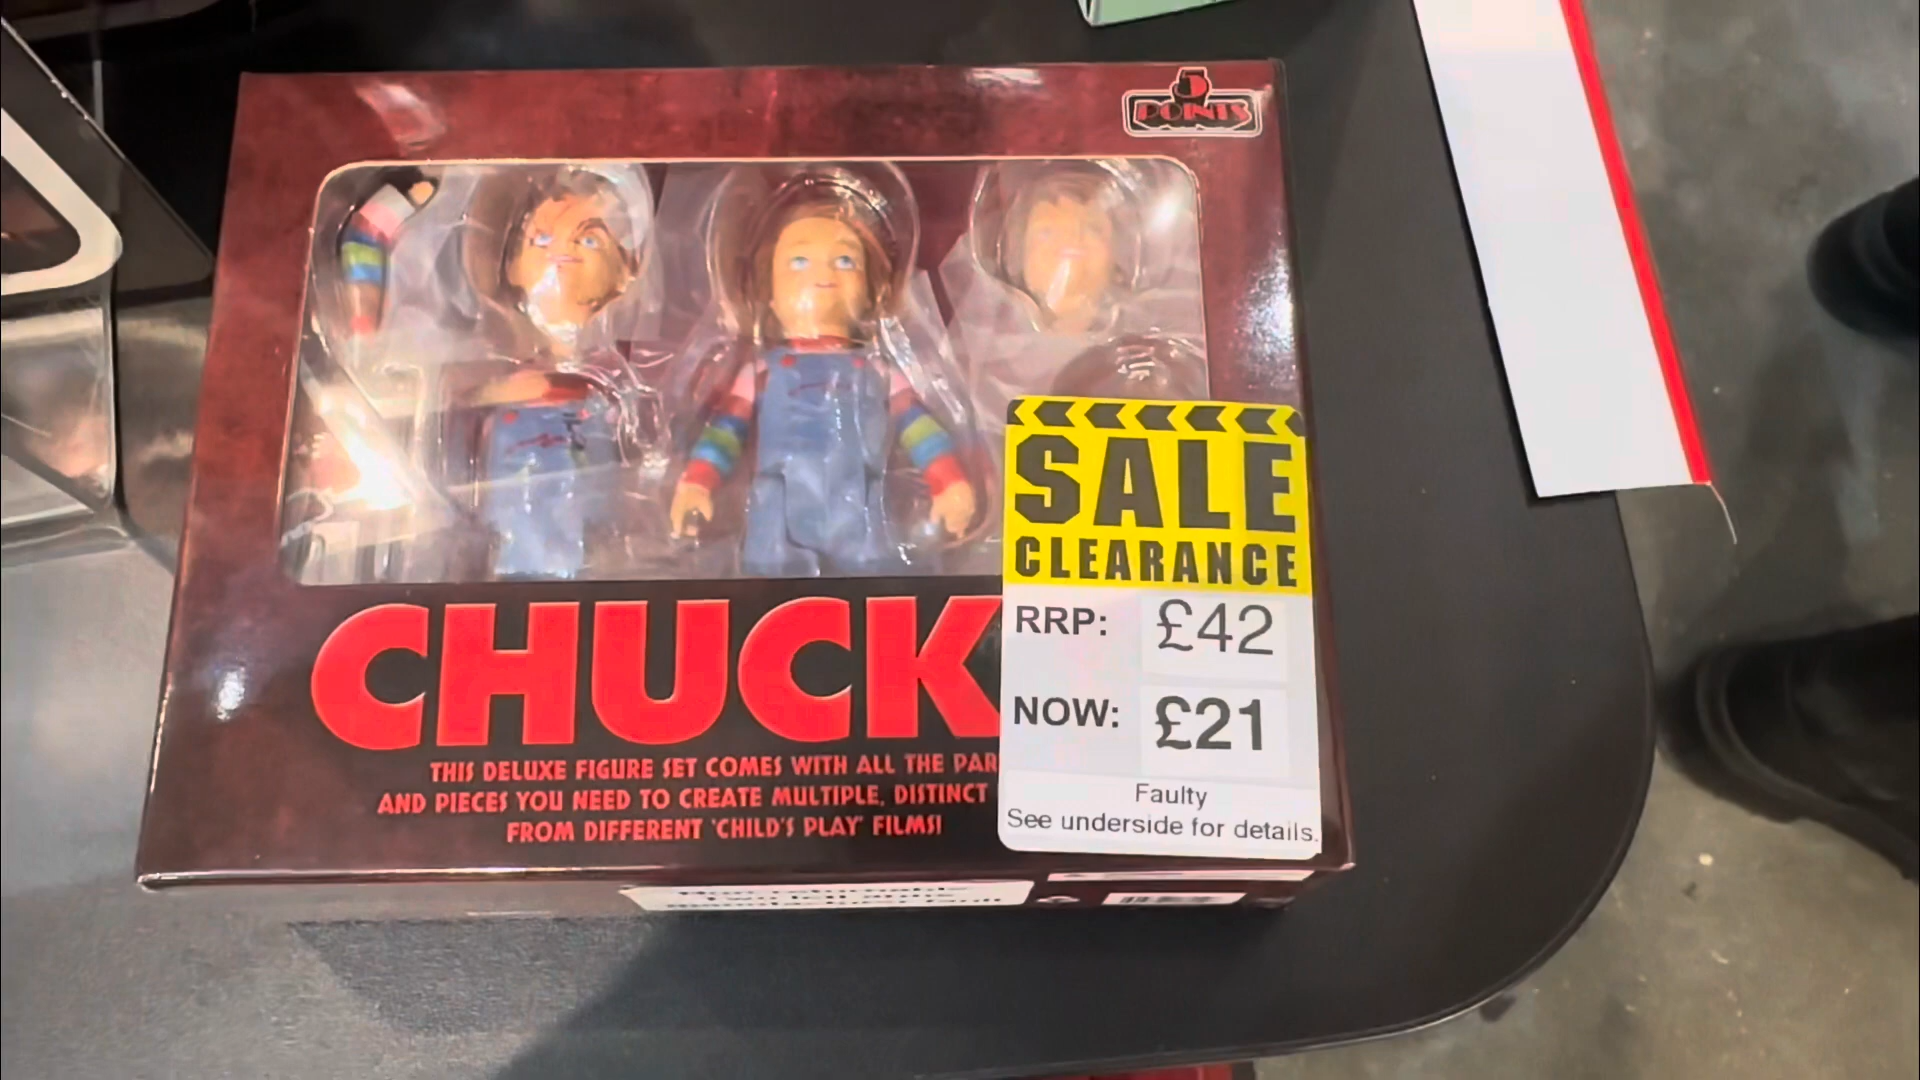 5
POINTS
SALE
CLEARANCE
RRP: £42
NOW: £21
Faulty
See underside for details.
CHUCK
THIS DELUXE FIGURE SET COMES WITH ALL THE PAR
AND PIECES YOU NEED TO CREATE MULTIPLE, DISTINCT
FROM DIFFERENT 'CHILD'S PLAY' FILMS!